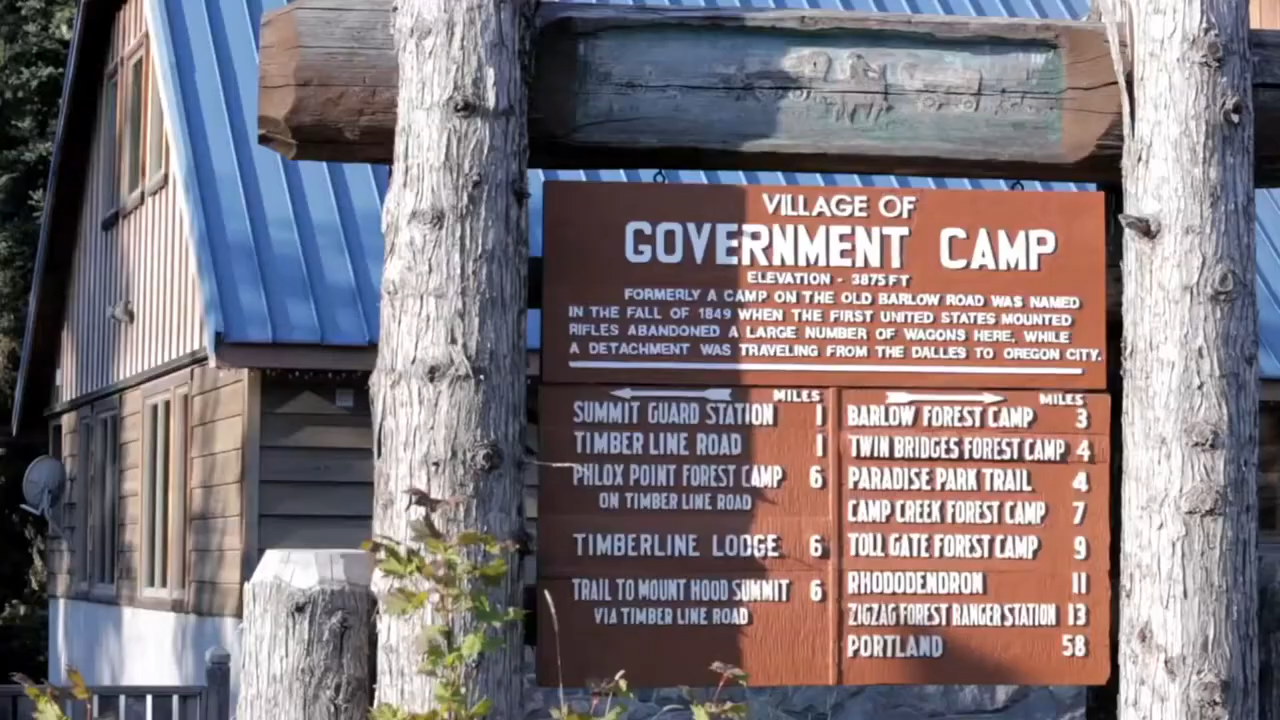 VILLAGE OF
GOVERNMENT CAMP
ELEVATION - 3875 FT
FORMERLY A CAMP ON THE OLD BARLOW ROAD WAS NAMED
IN THE FALL OF 1849 WHEN THE FIRST UNITED STATES MOUNTED
RIFLES ABANDONED A LARGE NUMBER OF WAGONS HERE, WHILE
A DETACHMENT WAS TRAVELING FROM THE DALLES TO OREGON CITY.
MILES
SUMMIT GUARD STATION 1
TIMBER LINE ROAD 1
PHLOX POINT FOREST CAMP 6
ON TIMBER LINE ROAD
TIMBERLINE LODGE 6
TRAIL TO MOUNT HOOD SUMMIT 6
VIA TIMBER LINE ROAD
MILES
BARLOW FOREST CAMP 3
TWIN BRIDGES FOREST CAMP 4
PARADISE PARK TRAIL 4
CAMP CREEK FOREST CAMP 7
TOLL GATE FOREST CAMP 9
RHODODENDRON 11
ZIGZAG FOREST RANGER STATION 13
PORTLAND 58